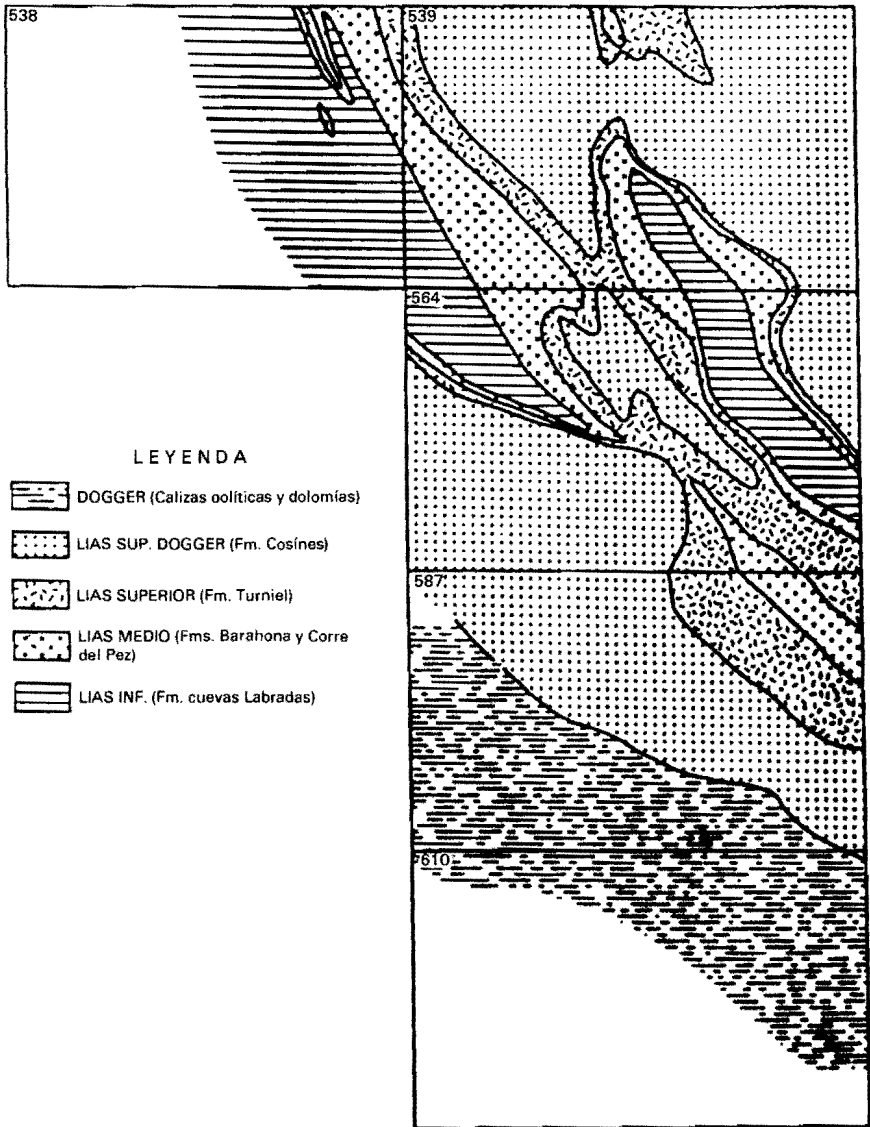 538
539
564
LEYENDA
DOGGER (Calizas oolíticas y dolomías)
LIAS SUP. DOGGER (Fm. Cosínes)
LIAS SUPERIOR (Fm. Turniel)
LIAS MEDIO (Fms. Barahona y Corre
del Pez)
LIAS INF. (Fm. cuevas Labradas)
587
610